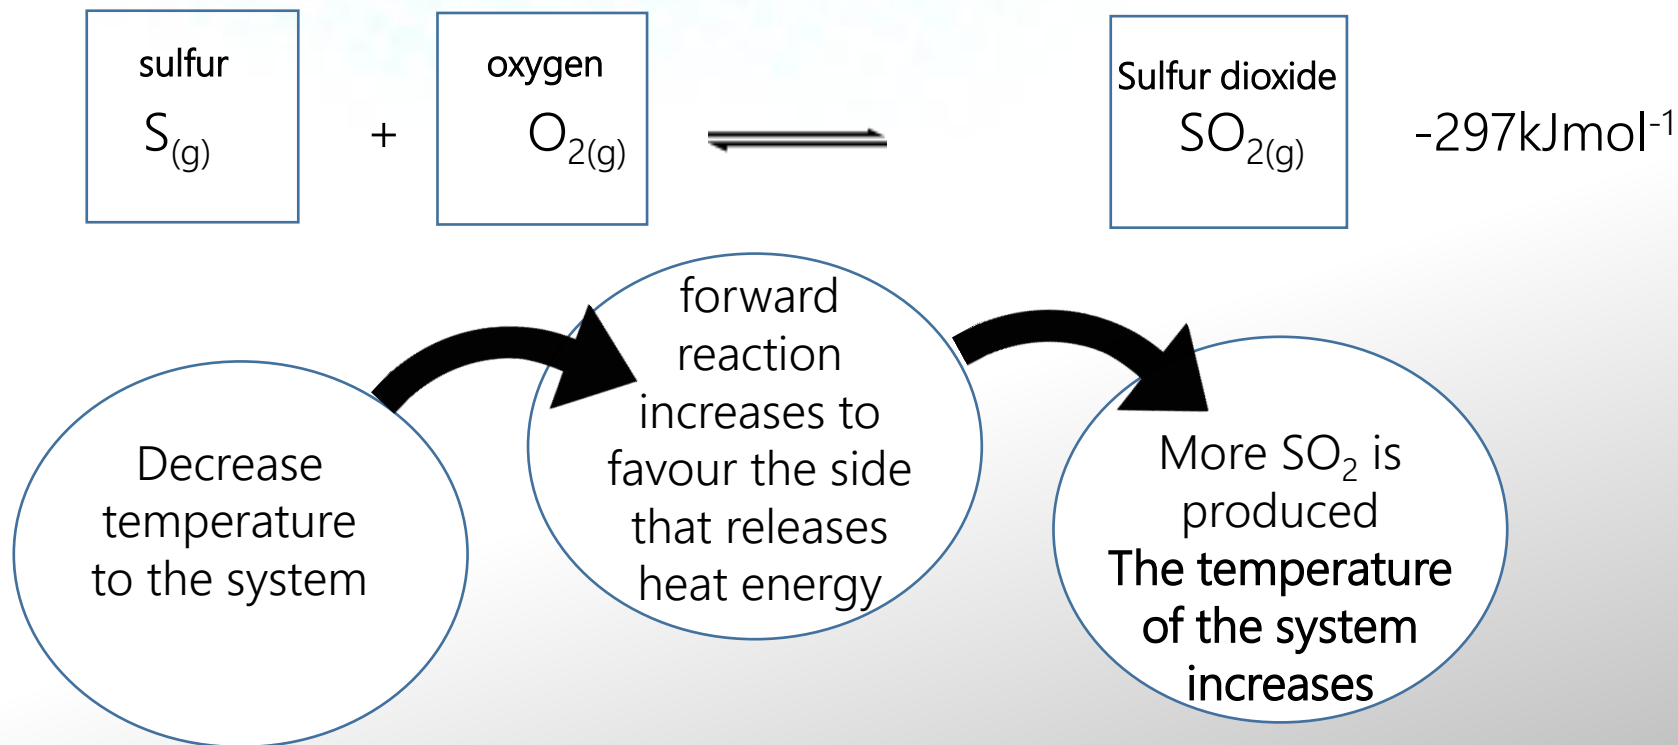 sulfur
S(g)
+
oxygen
O2(g)
Sulfur dioxide
SO2(g)
-297kJmol-1
Decrease
temperature
to the system
forward
reaction
increases to
favour the side
that releases
heat energy
More SO2 is
produced
The temperature
of the system
increases